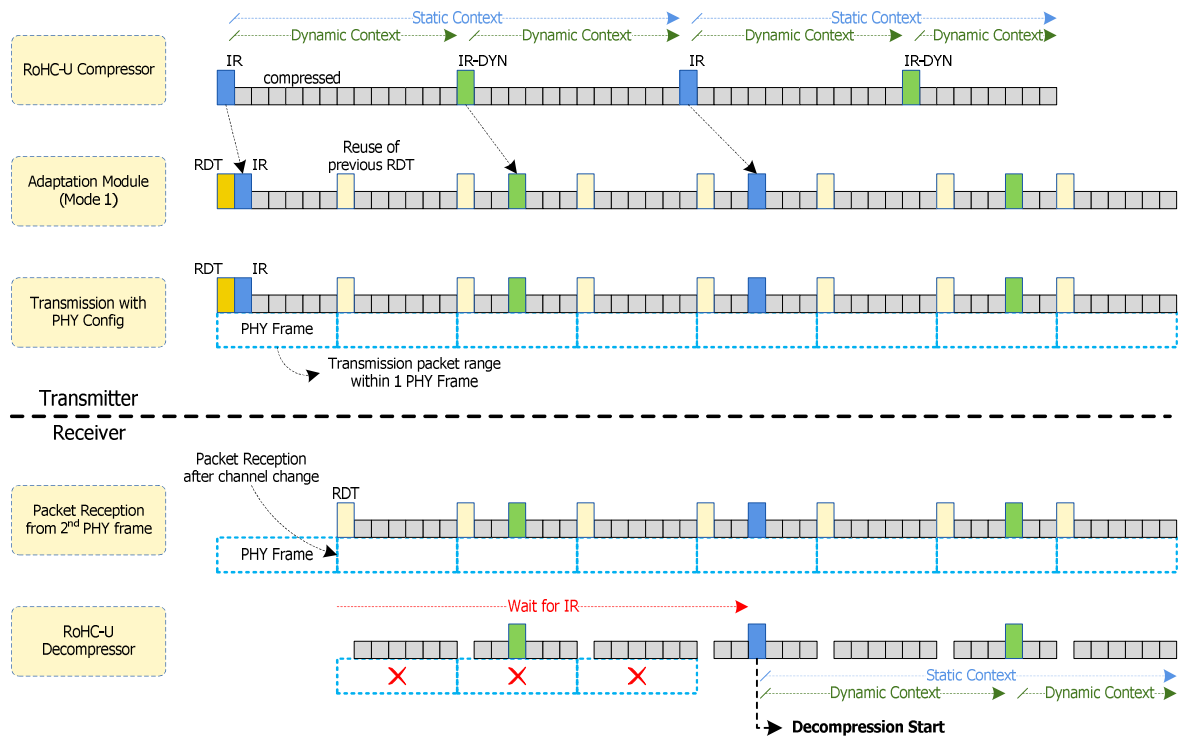 Static Context
Static Context
Dynamic Context
Dynamic Context
Dynamic Context
Dynamic Context
RoHC-U Compressor
IR
compressed
IR-DYN
IR
IR-DYN
Adaptation Module
(Mode 1)
RDT
IR
Reuse of
previous RDT
Transmission with
PHY Config
RDT
IR
PHY Frame
Transmission packet range
within 1 PHY Frame
Transmitter
Receiver
Packet Reception
after channel change
Packet Reception
from 2nd PHY frame
RDT
PHY Frame
Wait for IR
RoHC-U
Decompressor
Static Context
Dynamic Context
Dynamic Context
Decompression Start